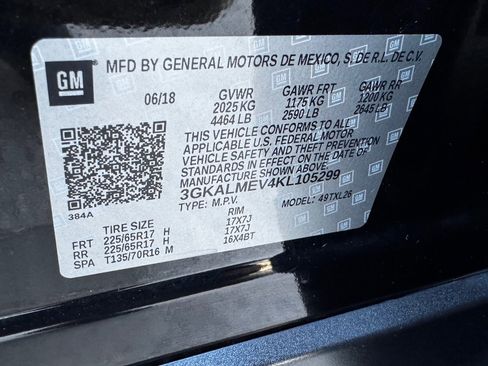 GM
MFD BY GENERAL MOTORS DE MEXICO, S. DE R.L. DE C.V.
06/18 GVWR GAWR FRT GAWR RR
2025 KG 1175 KG 1200 KG
4464 LB 2590 LB 2645 LB
THIS VEHICLE CONFORMS TO ALL
APPLICABLE U.S. FEDERAL MOTOR
VEHICLE SAFETY AND THEFT PREVENTION
STANDARDS IN EFFECT ON THE DATE OF
MANUFACTURE SHOWN ABOVE.
3GKALMEV4KL105299
TYPE: M.P.V. MODEL: 49TXL26
384A
TIRE SIZE RIM
FRT 225/65R17 H 17X7J
RR 225/65R17 H 17X7J
SPA T135/70R16 M 16X4BT